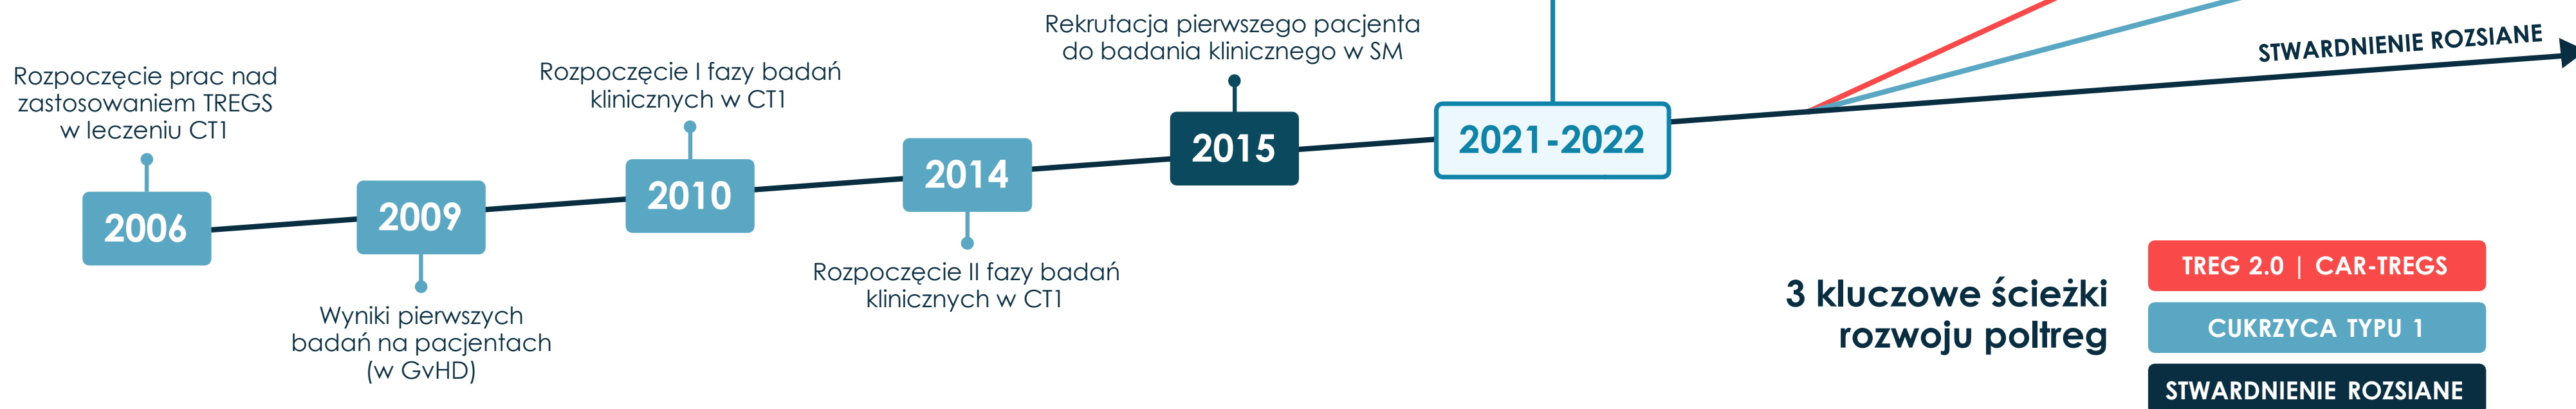 Rozpoczęcie prac nad
zastosowaniem TREGS
w leczeniu CT1
2006
2009
Wyniki pierwszych
badań na pacjentach
(w GvHD)
Rozpoczęcie I fazy badań
klinicznych w CT1
2010
2014
Rozpoczęcie II fazy badań
klinicznych w CT1
Rekrutacja pierwszego pacjenta
do badania klinicznego w SM
2015
2021-2022
STWARDNIENIE ROZSIANE
3 kluczowe ścieżki
rozwoju poltreg
TREG 2.0 | CAR-TREGS
CUKRZYCA TYPU 1
STWARDNIENIE ROZSIANE